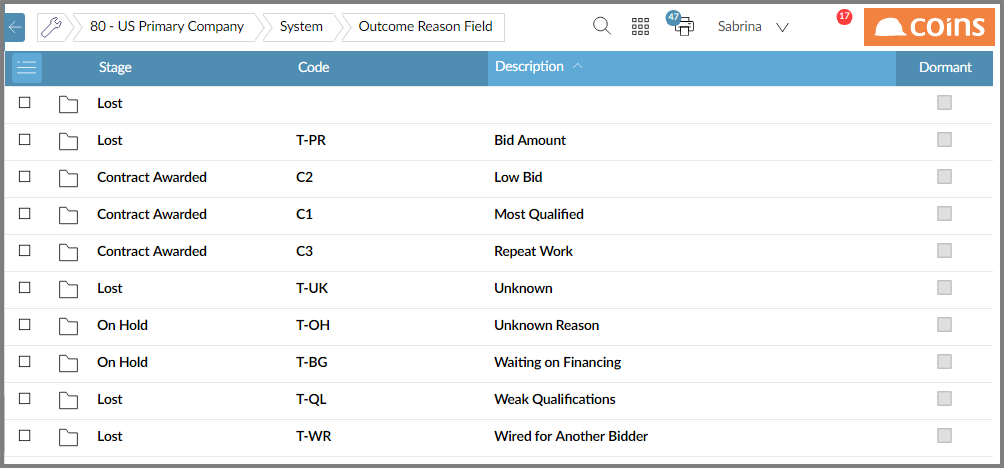 80 - US Primary Company System Outcome Reason Field 47 Sabrina 17 coins
Stage Code Description Dormant
Lost
Lost T-PR Bid Amount
Contract Awarded C2 Low Bid
Contract Awarded C1 Most Qualified
Contract Awarded C3 Repeat Work
Lost T-UK Unknown
On Hold T-OH Unknown Reason
On Hold T-BG Waiting on Financing
Lost T-QL Weak Qualifications
Lost T-WR Wired for Another Bidder